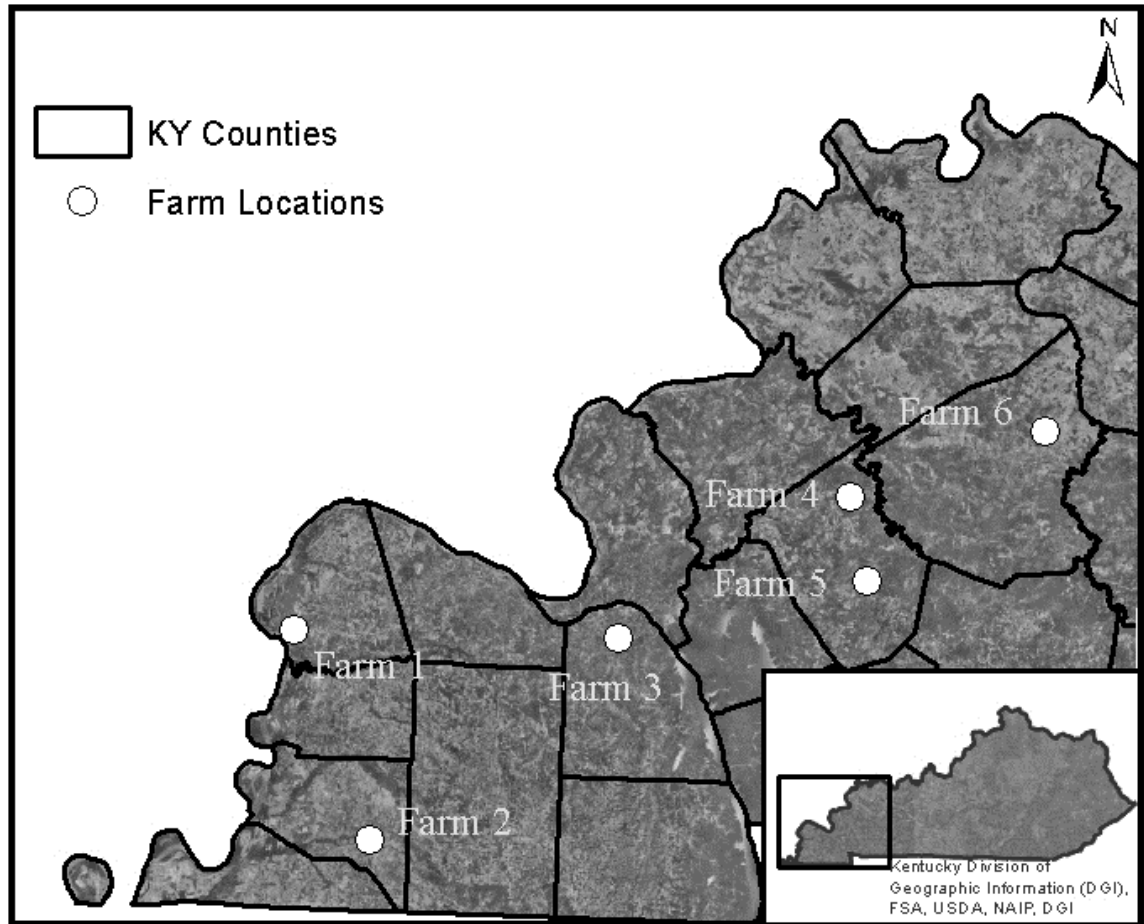 N
KY Counties
Farm Locations
Farm 6
Farm 4
Farm 5
Farm 1
Farm 3
Farm 2
Kentucky Division of
Geographic Information (DGI),
FSA, USDA, NAIP, DGI